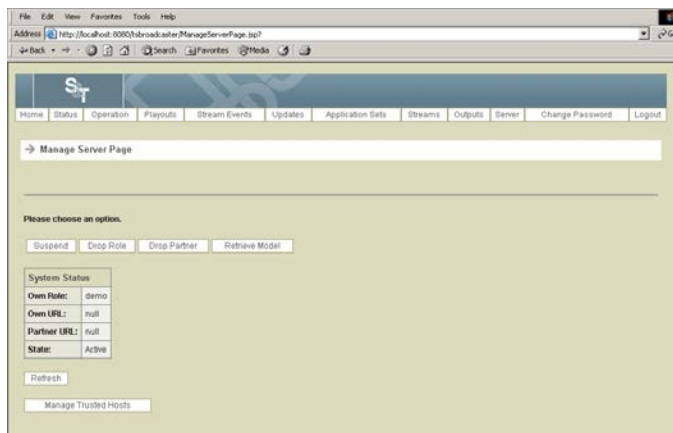 File Edit View Favorites Tools Help
Address http://localhost:8080/tsbroadcaster/ManageServerPage.jsp?
Back Search Favorites Media
S T
Home Status Operation Playouts Stream Events Updates Application Sets Streams Outputs Server Change Password Logout
Manage Server Page
Please choose an option.
Suspend Drop Role Drop Partner Retrieve Model
System Status
Own Role: demo
Own URL: null
Partner URL: null
State: Active
Refresh
Manage Trusted Hosts